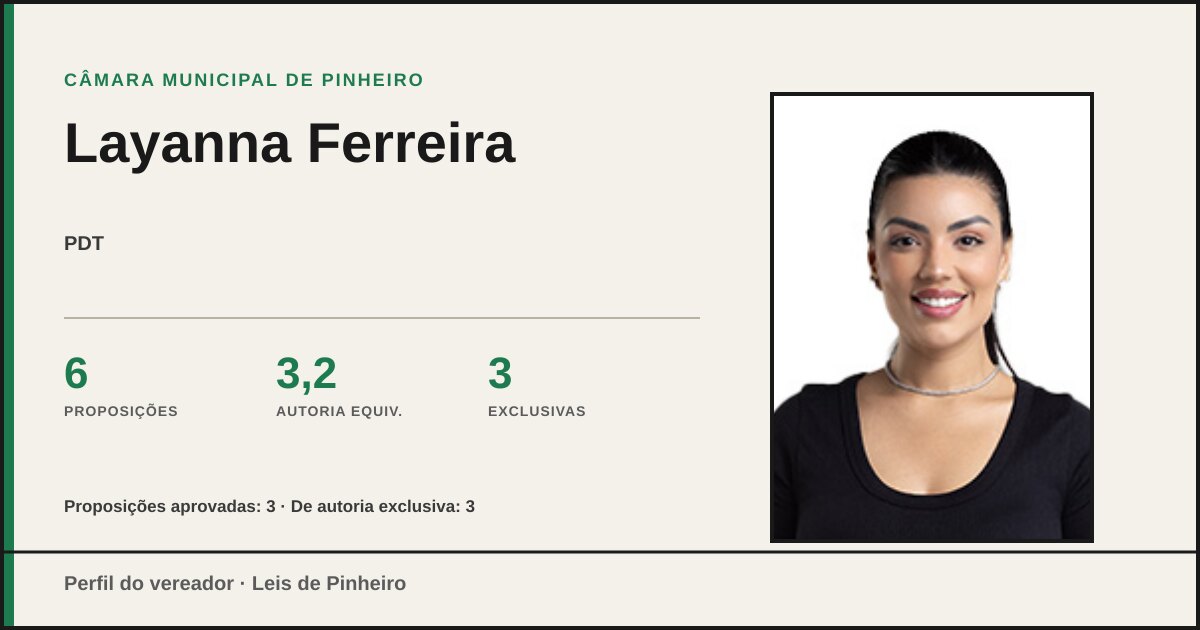 CÂMARA MUNICIPAL DE PINHEIRO
Layanna Ferreira
PDT
6
PROPOSIÇÕES
3,2
AUTORIA EQUIV.
3
EXCLUSIVAS
Proposições aprovadas: 3 · De autoria exclusiva: 3
Perfil do vereador · Leis de Pinheiro